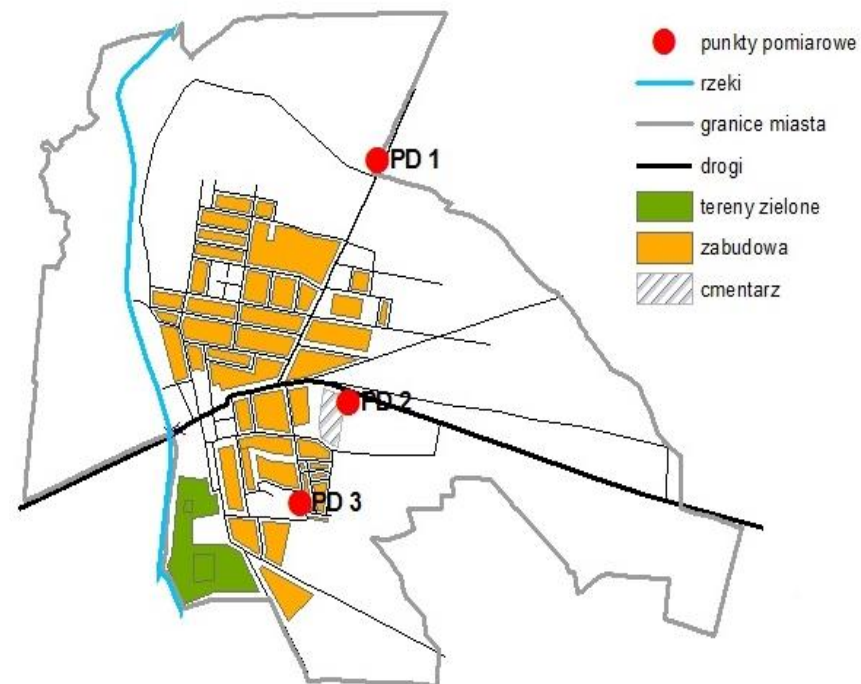 punkty pomiarowe
rzeki
granice miasta
drogi
tereny zielone
zabudowa
cmentarz
PD 1
PD 2
PD 3